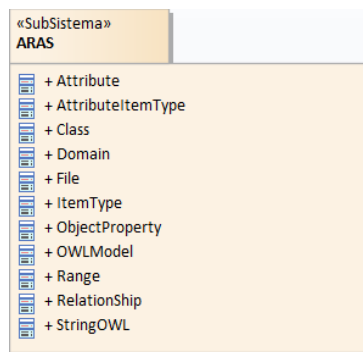 «SubSistema»
ARAS
+ Attribute
+ AttributeItemType
+ Class
+ Domain
+ File
+ ItemType
+ ObjectProperty
+ OWLModel
+ Range
+ RelationShip
+ StringOWL